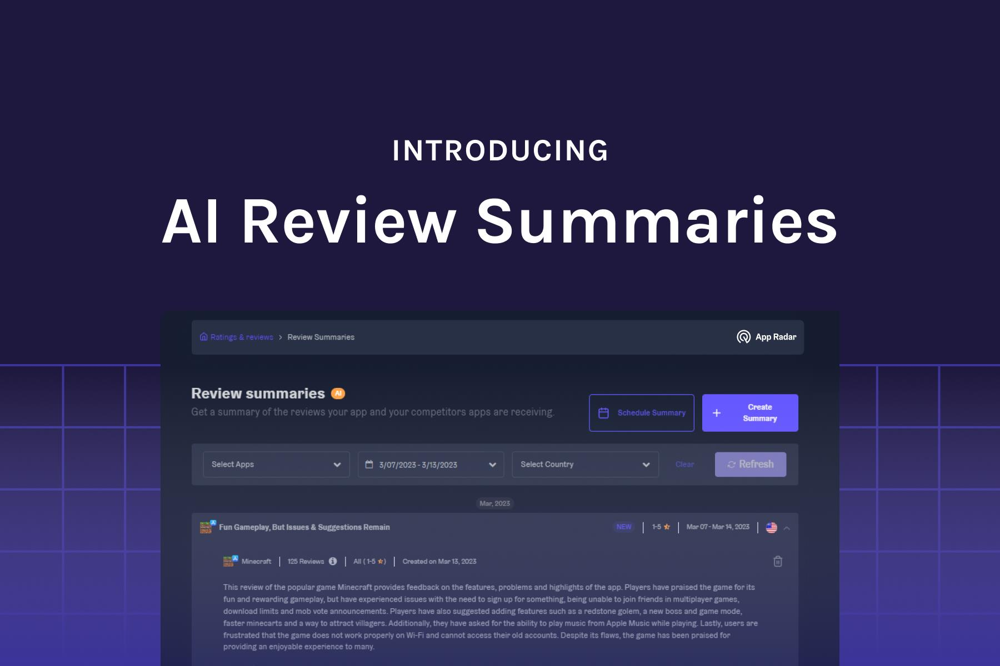 INTRODUCING
AI Review Summaries
Ratings & reviews > Review Summaries
App Radar
Review summaries AI
Get a summary of the reviews your app and your competitors apps are receiving.
Schedule Summary
Create
Summary
Select Apps
3/07/2023 - 3/13/2023
Select Country
Clear
Refresh
Mar, 2023
Fun Gameplay, But Issues & Suggestions Remain
NEW | 1-5 | Mar 07 - Mar 14, 2023 |
Minecraft | 125 Reviews | All ( 1-5 ) | Created on Mar 13, 2023
This review of the popular game Minecraft provides feedback on the features, problems and highlights of the app. Players have praised the game for its
fun and rewarding gameplay, but have experienced issues with the need to sign up for something, being unable to join friends in multiplayer games,
download limits and mob vote announcements. Players have also suggested adding features such as a redstone golem, a new boss and game mode,
faster minecarts and a way to attract villagers. Additionally, they have asked for the ability to play music from Apple Music while playing. Lastly, users are
frustrated that the game does not work properly on Wi-Fi and cannot access their old accounts. Despite its flaws, the game has been praised for
providing an enjoyable experience to many.